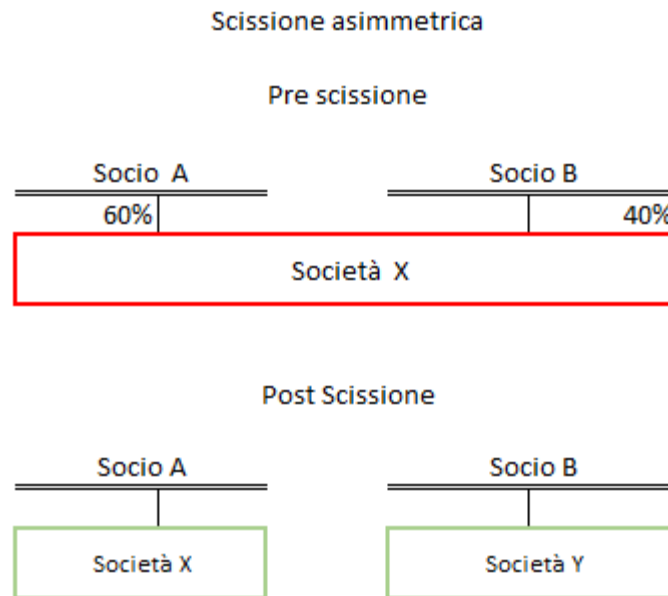 Scissione asimmetrica
Pre scissione
Socio A Socio B
60% 40%
Società X
Post Scissione
Socio A Socio B
Società X Società Y